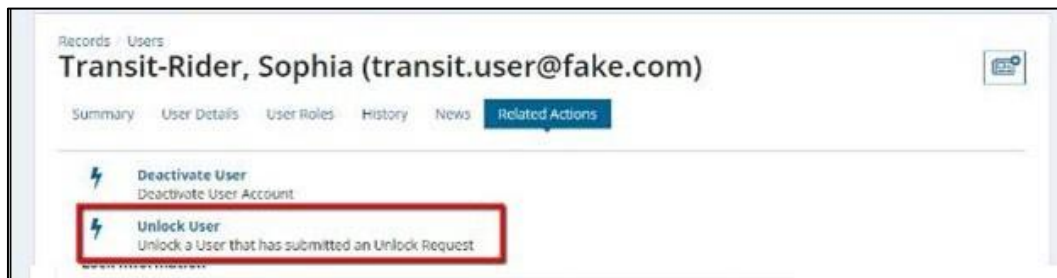 Records / Users
Transit-Rider, Sophia (transit.user@fake.com)
Summary User Details User Roles History News Related Actions
Deactivate User
Deactivate User Account
Unlock User
Unlock a User that has submitted an Unlock Request